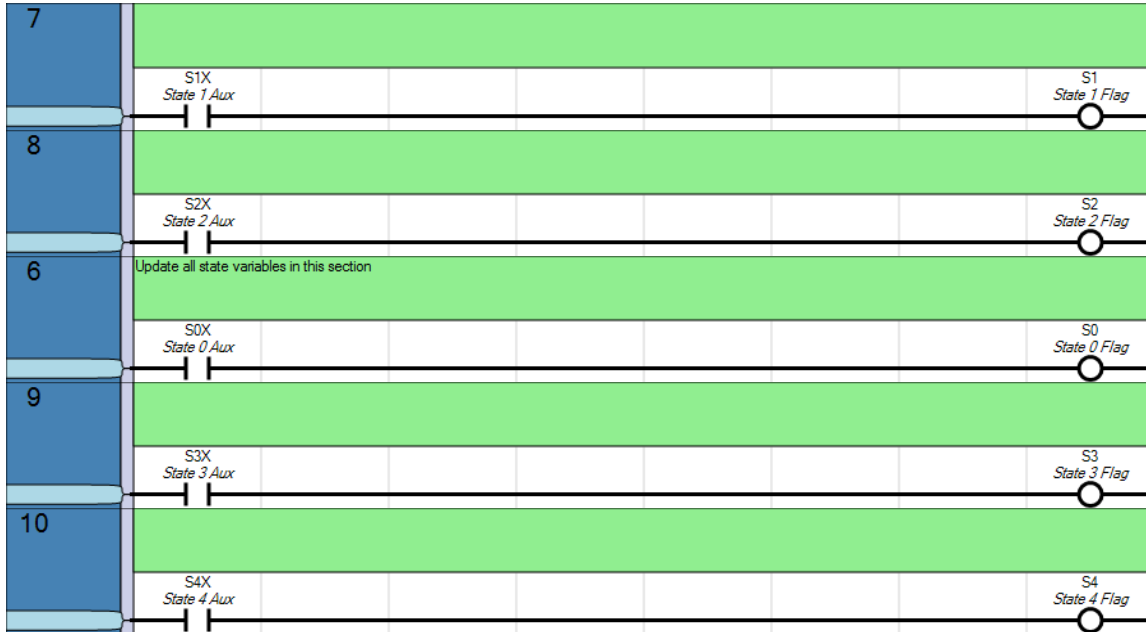 7
S1X
State 1 Aux
S1
State 1 Flag
8
S2X
State 2 Aux
S2
State 2 Flag
6
Update all state variables in this section
S0X
State 0 Aux
S0
State 0 Flag
9
S3X
State 3 Aux
S3
State 3 Flag
10
S4X
State 4 Aux
S4
State 4 Flag